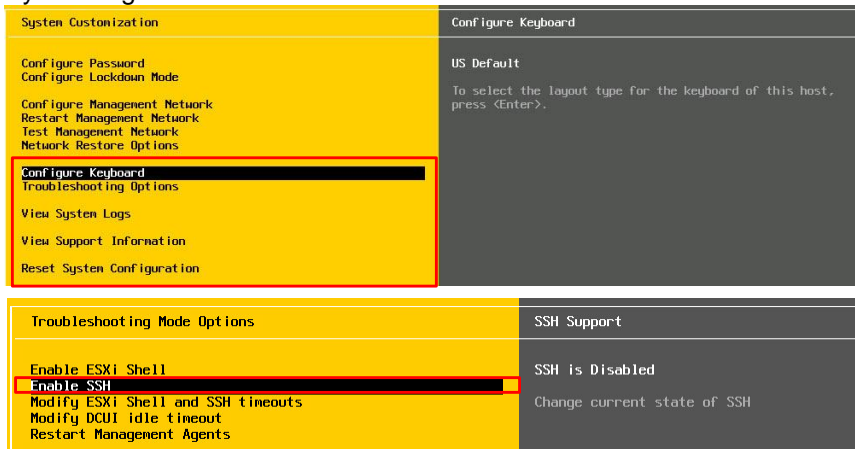 System Customization
Configure Keyboard
Configure Password
Configure Lockdown Mode
Configure Management Network
Restart Management Network
Test Management Network
Network Restore Options
Configure Keyboard
Troubleshooting Options
View System Logs
View Support Information
Reset System Configuration
US Default
To select the layout type for the keyboard of this host,
press <Enter>.
Troubleshooting Mode Options
SSH Support
Enable ESXi Shell
Enable SSH
Modify ESXi Shell and SSH timeouts
Modify DCUI idle timeout
Restart Management Agents
SSH is Disabled
Change current state of SSH